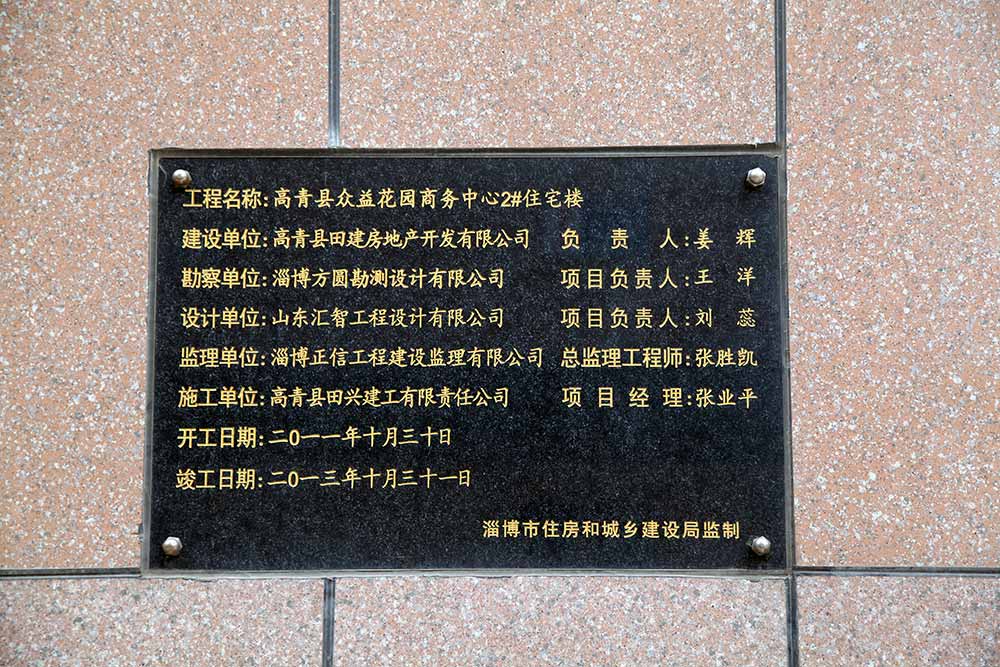 工程名称:高青县众益花园商务中心2#住宅楼
建设单位:高青县田建房地产开发有限公司 负责人:姜辉
勘察单位:淄博方圆勘测设计有限公司 项目负责人:王洋
设计单位:山东汇智工程设计有限公司 项目负责人:刘蕊
监理单位:淄博正信工程建设监理有限公司 总监理工程师:张胜凯
施工单位:高青县田兴建工有限责任公司 项目经理:张业平
开工日期:二0一一年十月三十日
竣工日期:二0一三年十月三十一日
淄博市住房和城乡建设局监制